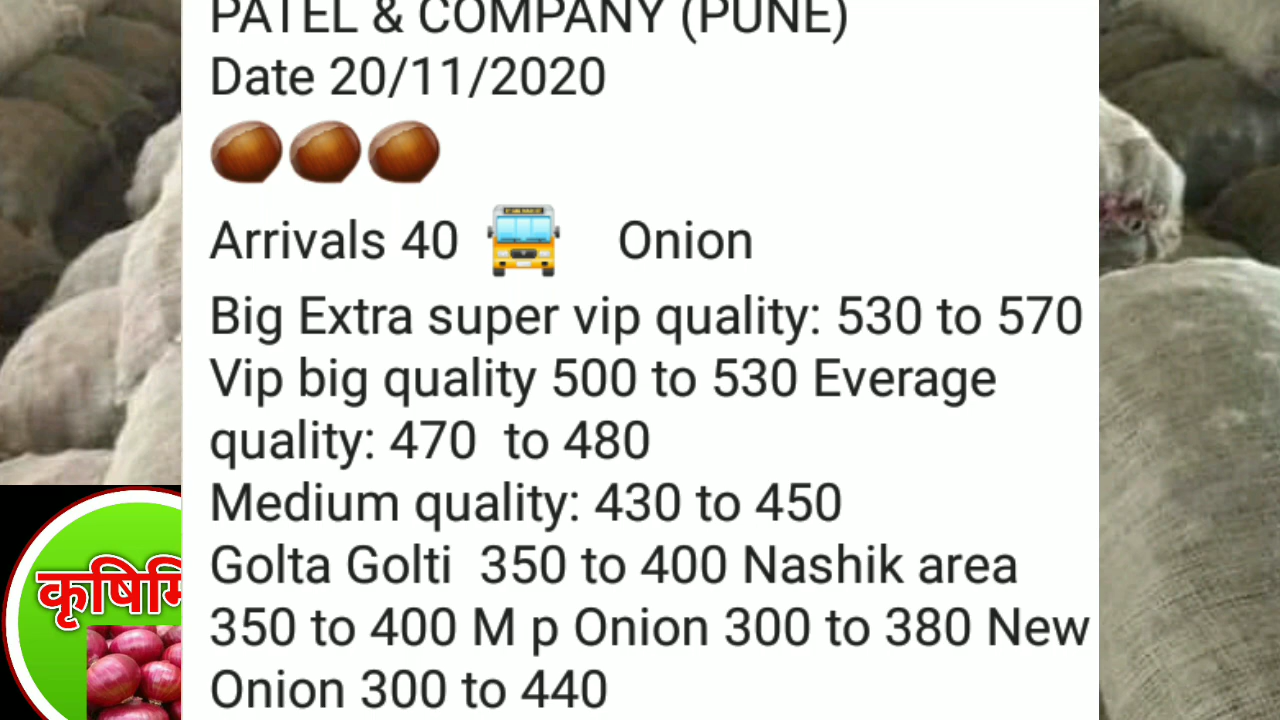 PATEL & COMPANY (PUNE)
Date 20/11/2020
Arrivals 40 Onion
Big Extra super vip quality: 530 to 570
Vip big quality 500 to 530 Everage
quality: 470 to 480
Medium quality: 430 to 450
Golta Golti 350 to 400 Nashik area
350 to 400 M p Onion 300 to 380 New
Onion 300 to 440